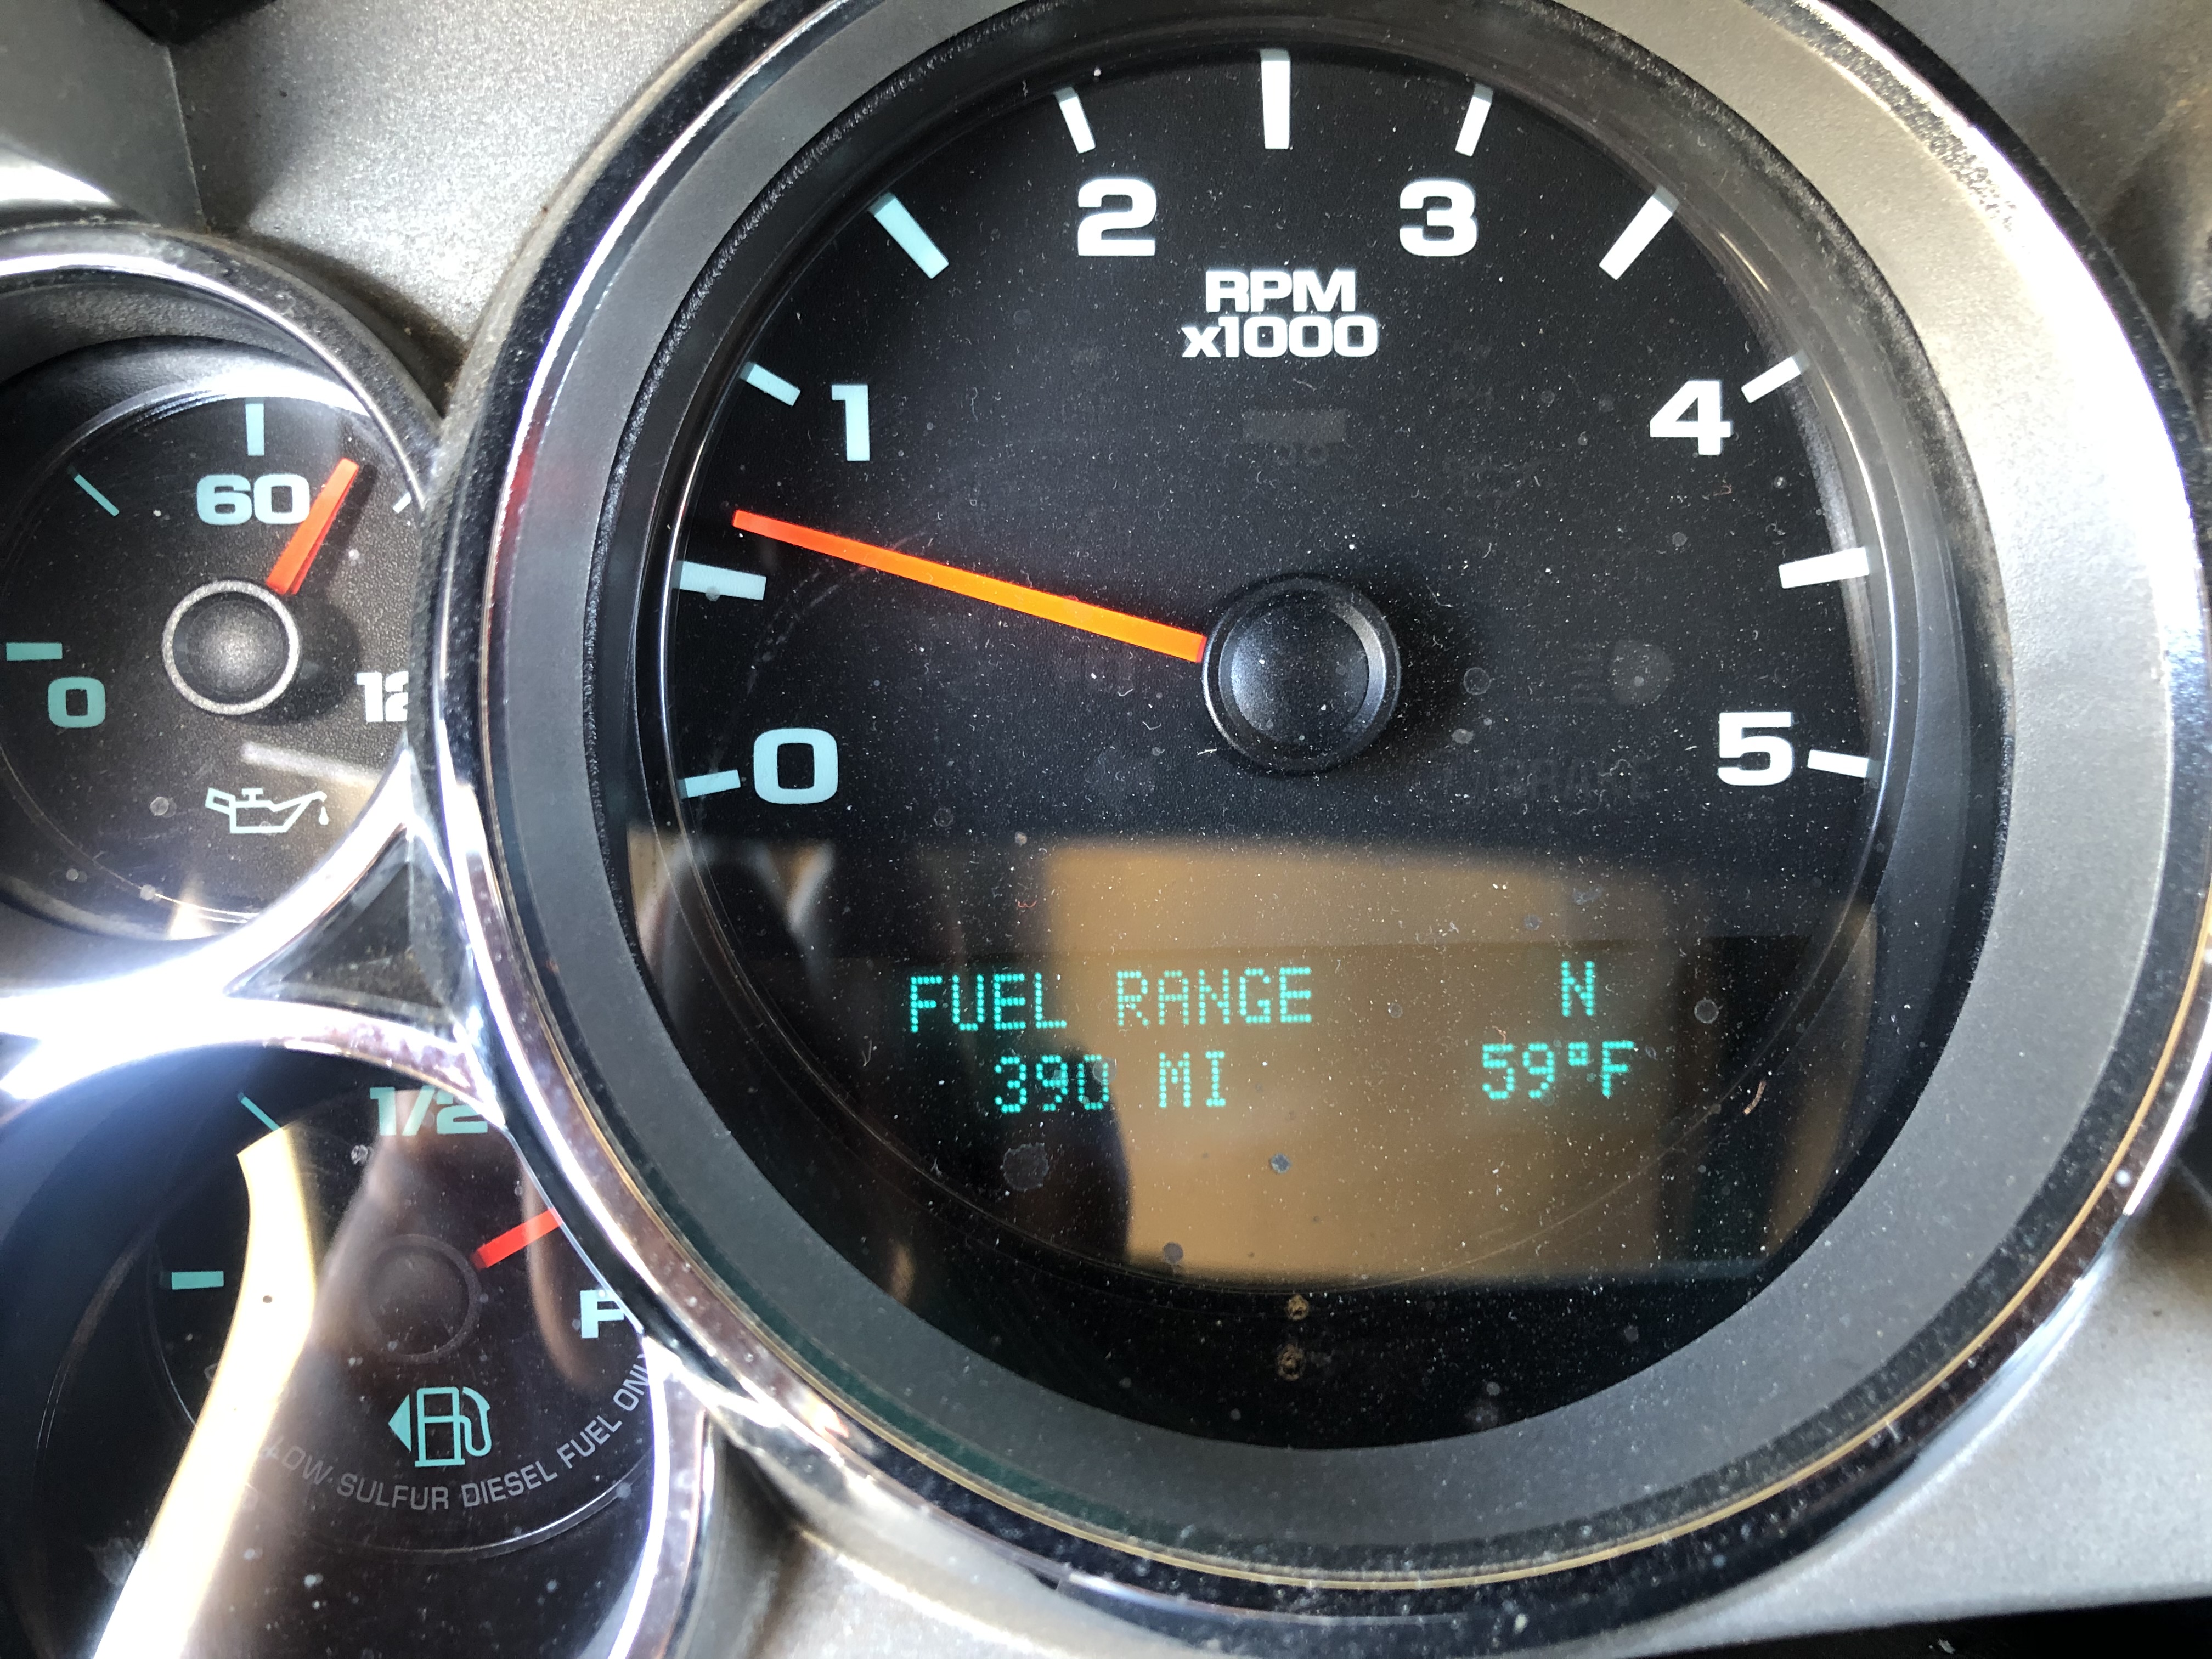 2 3
RPM
x1000
1 4
60
0
0 5
FUEL RANGE N
390 MI 59°F
1/2
F
LOW SULFUR DIESEL FUEL ONLY